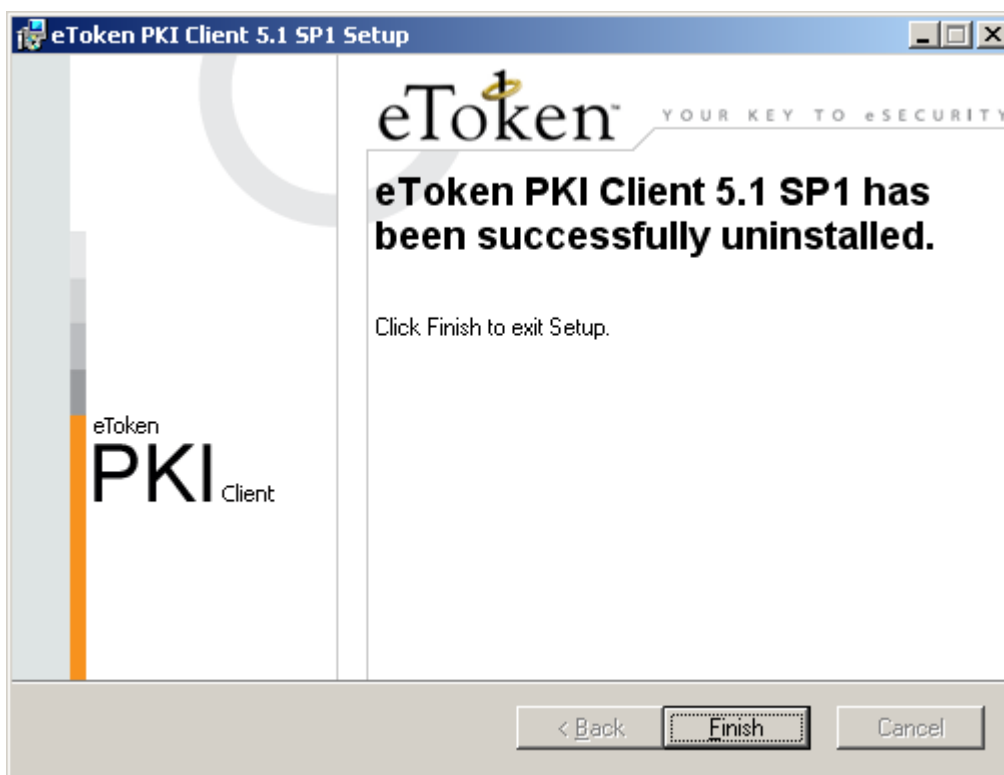 eToken PKI Client 5.1 SP1 Setup
eToken™
YOUR KEY TO eSECURITY
eToken PKI Client 5.1 SP1 has
been successfully uninstalled.
Click Finish to exit Setup.
eToken
PKI Client
< Back
Finish
Cancel